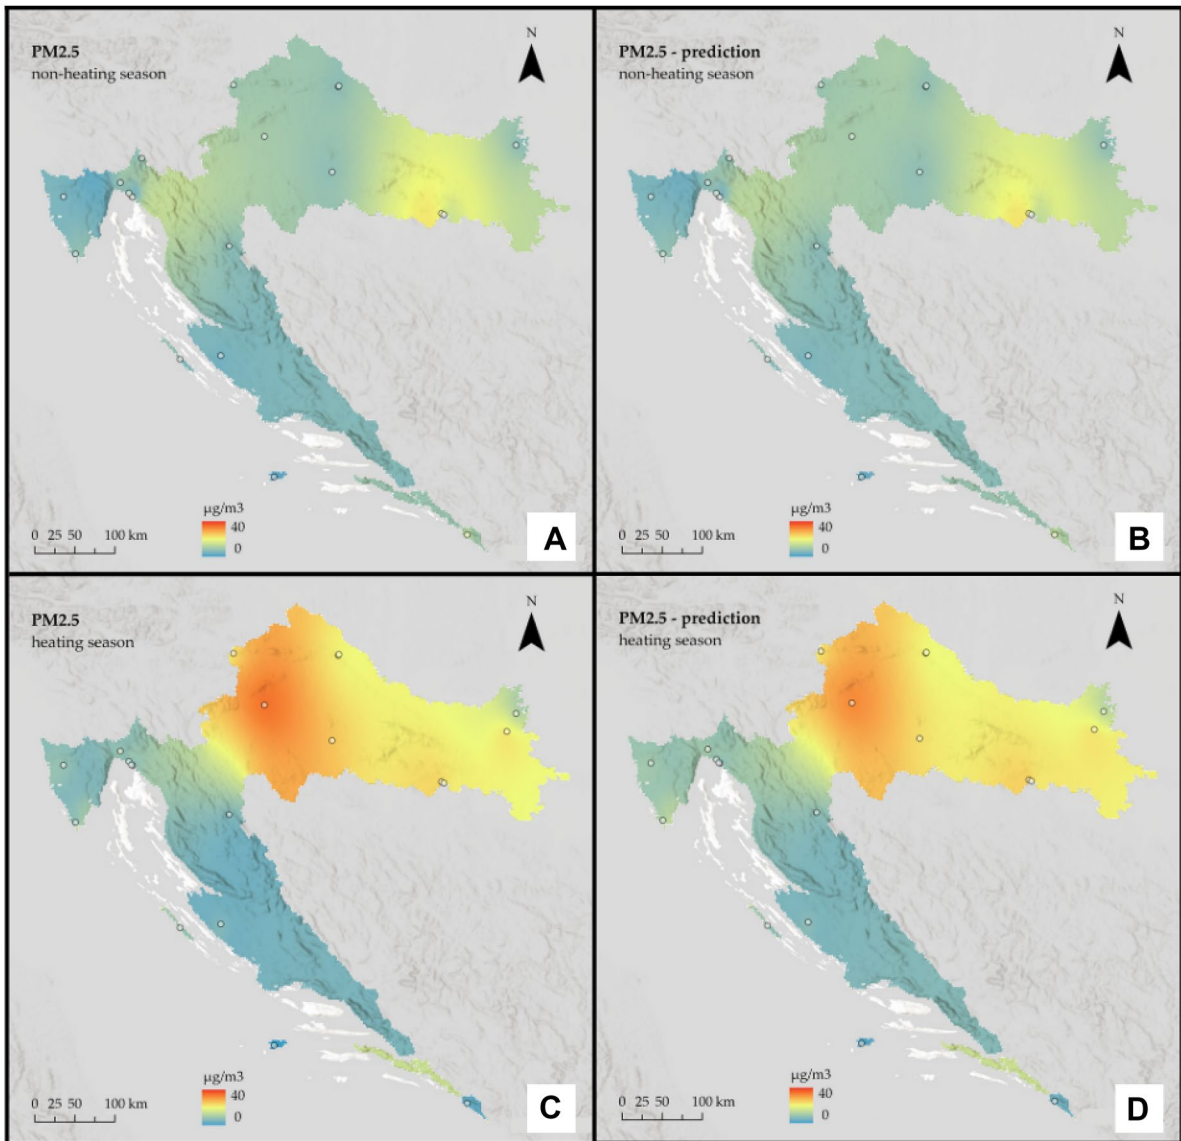 PM2.5
non-heating season
N
µg/m3
40
0
0 25 50 100 km
A
PM2.5 - prediction
non-heating season
N
µg/m3
40
0
0 25 50 100 km
B
PM2.5
heating season
N
µg/m3
40
0
0 25 50 100 km
C
PM2.5 - prediction
heating season
N
µg/m3
40
0
0 25 50 100 km
D